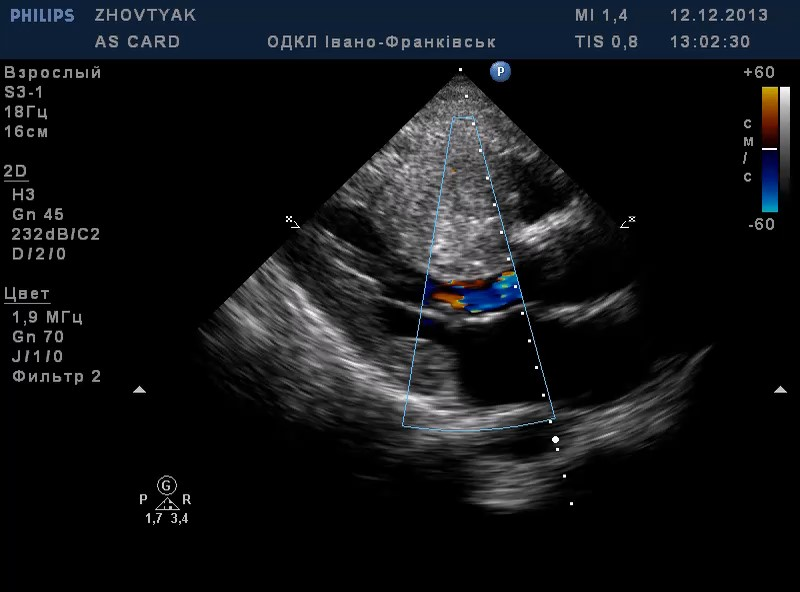 PHILIPS ZHOVTYAK MI 1,4 12.12.2013
AS CARD ОДКЛ Івано-Франківськ TIS 0,8 13:02:30
Взрослый
S3-1
18Гц
16см
2D
H3
Gn 45
232dB/C2
D/2/0
Цвет
1,9 МГц
Gn 70
J/1/0
Фильтр 2
P
+60
с
м
/
с
-60
G
P R
1,7 3,4